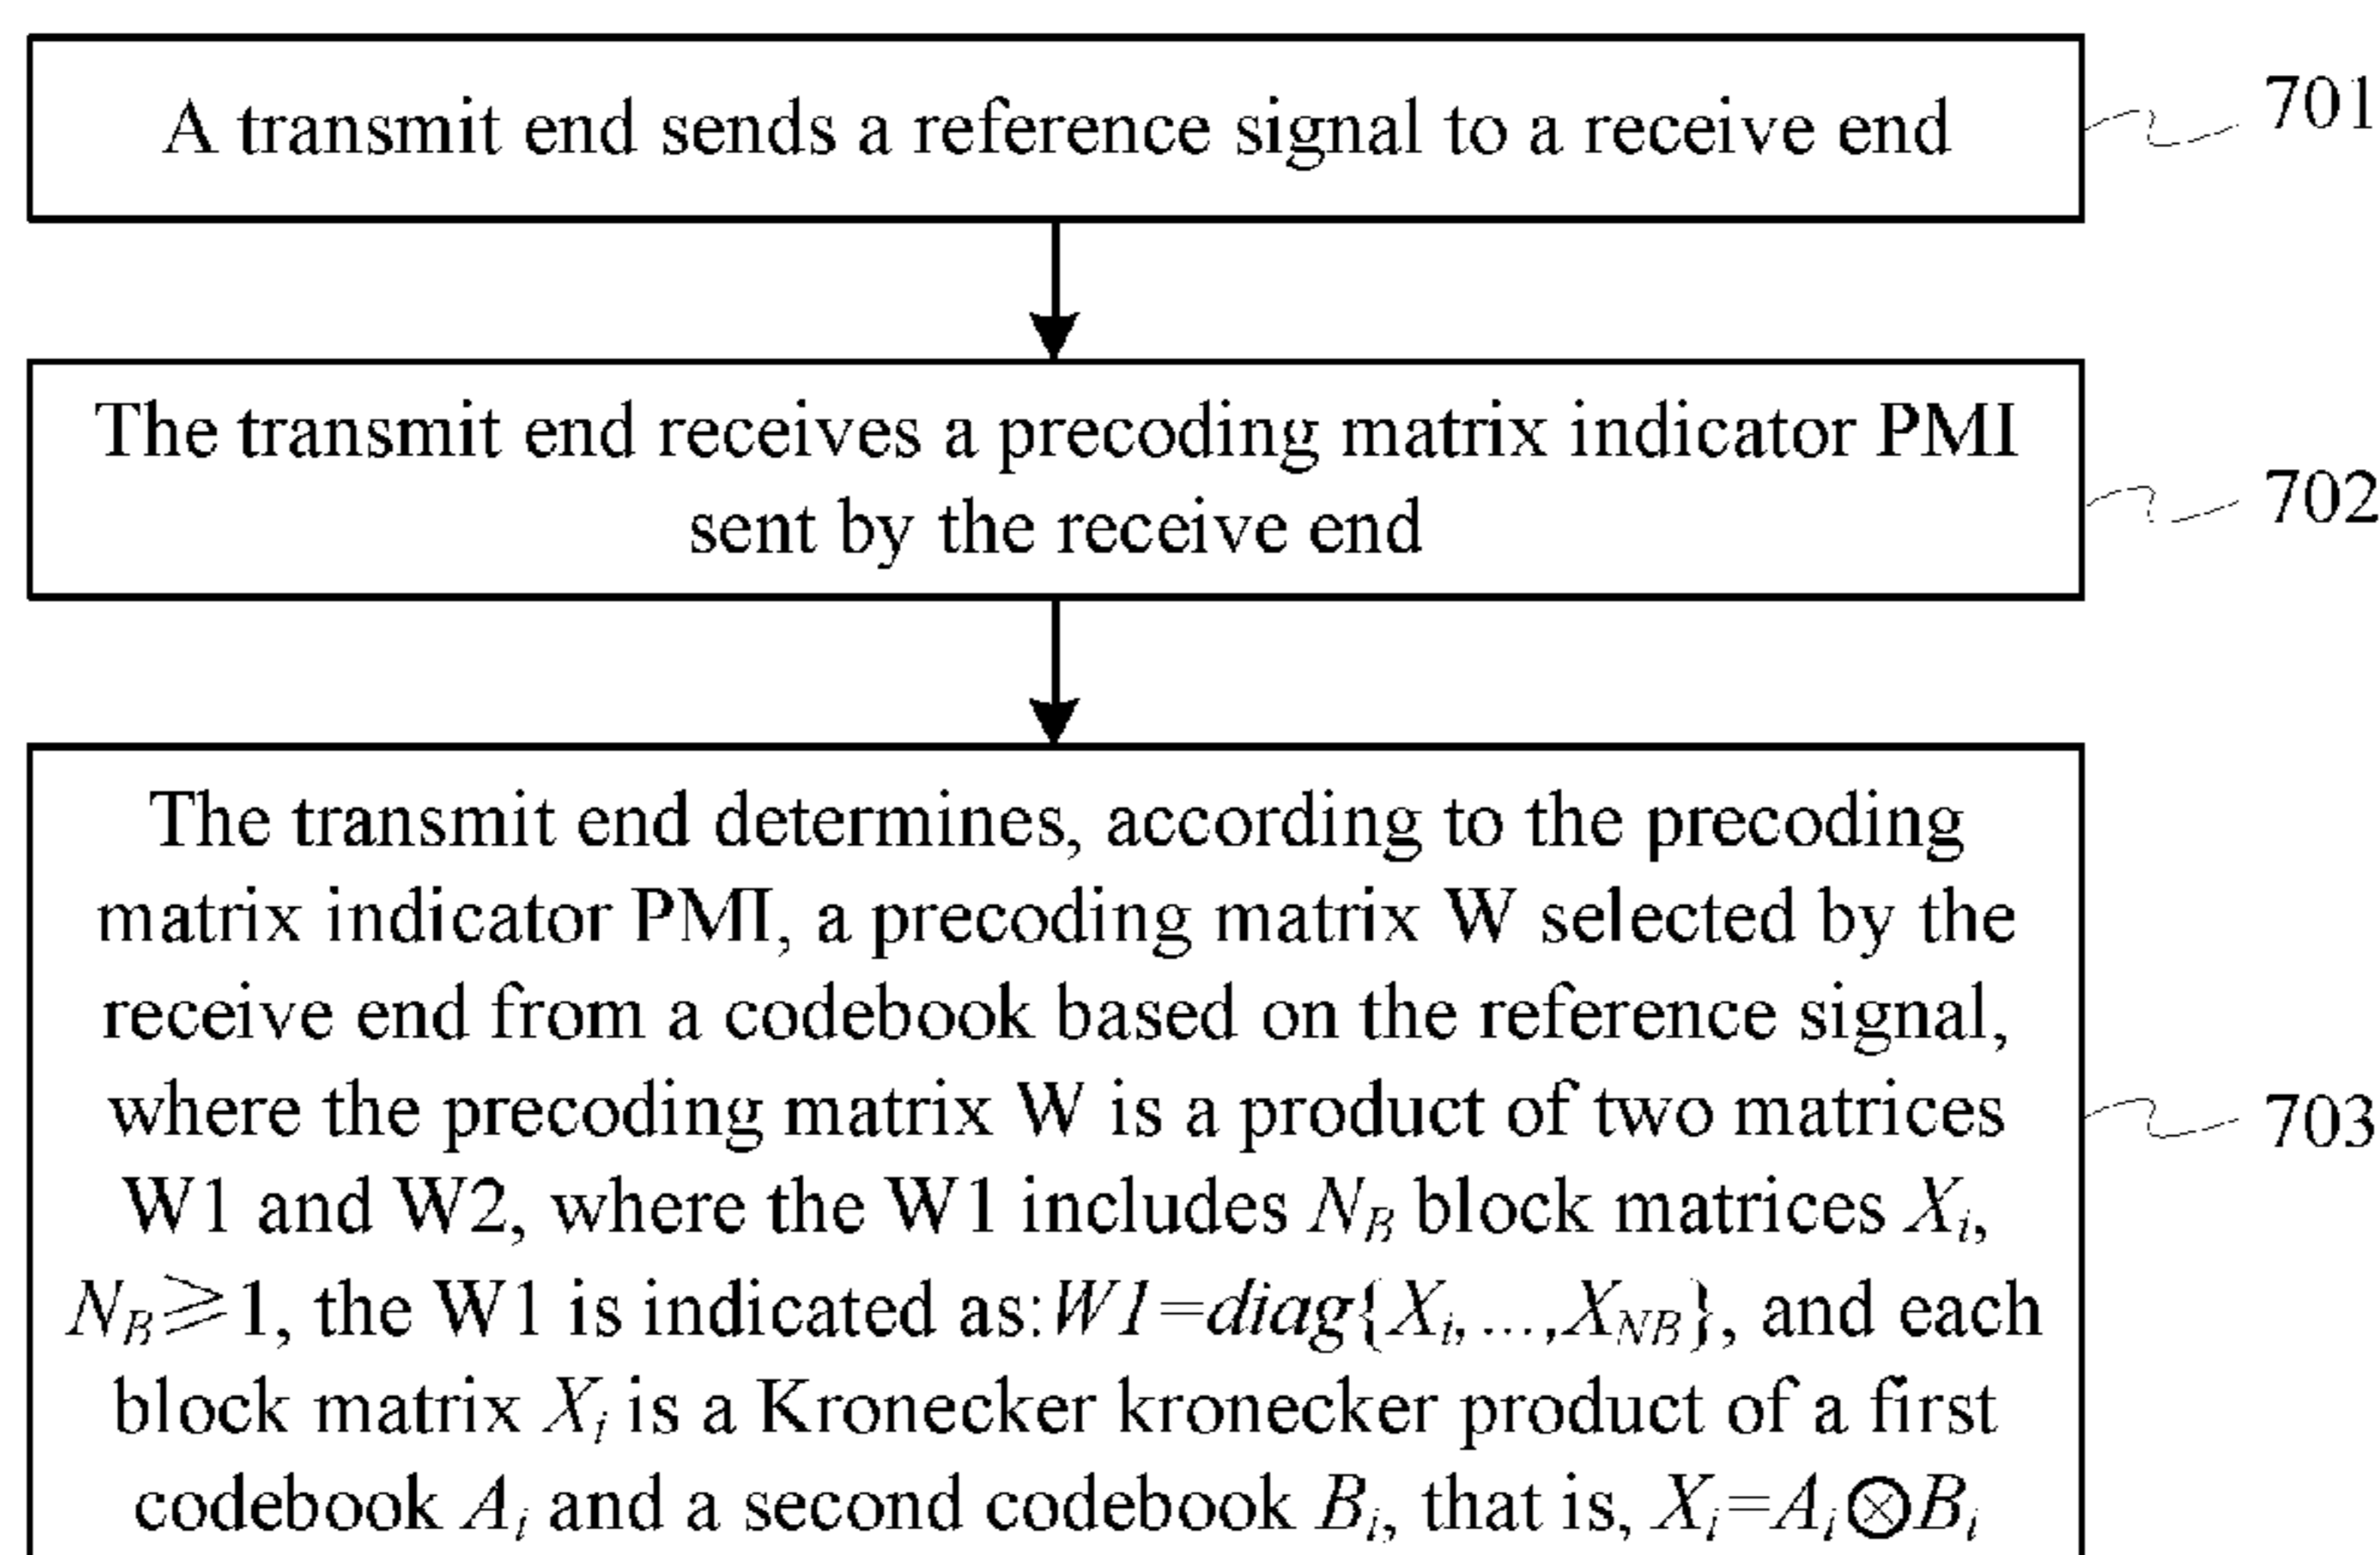 A transmit end sends a reference signal to a receive end
701
The transmit end receives a precoding matrix indicator PMI
sent by the receive end
702
The transmit end determines, according to the precoding
matrix indicator PMI, a precoding matrix W selected by the
receive end from a codebook based on the reference signal,
where the precoding matrix W is a product of two matrices
W1 and W2, where the W1 includes N_B block matrices X_i,
N_B⩾1, the W1 is indicated as: W1=diag{X_i, ...,X_NB}, and each
block matrix X_i is a Kronecker kronecker product of a first
codebook A_i and a second codebook B_i, that is, X_i=A_i⊗B_i
703